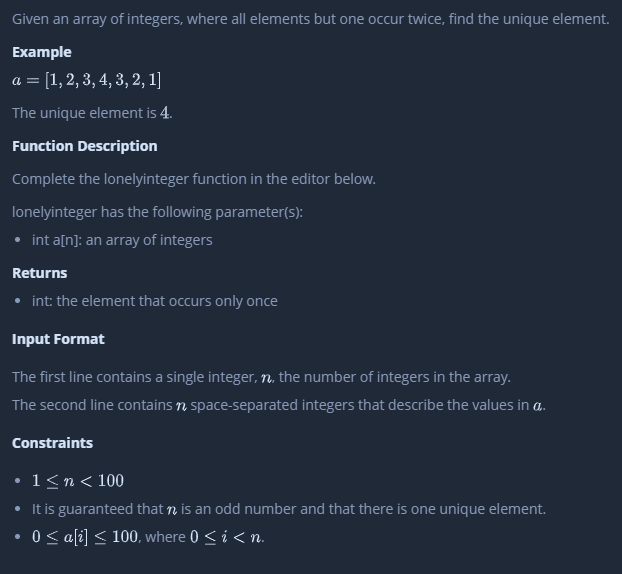 Given an array of integers, where all elements but one occur twice, find the unique element.
Example
a = [1, 2, 3, 4, 3, 2, 1]
The unique element is 4.
Function Description
Complete the lonelyinteger function in the editor below.
lonelyinteger has the following parameter(s):
• int a[n]: an array of integers
Returns
• int: the element that occurs only once
Input Format
The first line contains a single integer, n, the number of integers in the array.
The second line contains n space-separated integers that describe the values in a.
Constraints
• 1 ≤ n < 100
• It is guaranteed that n is an odd number and that there is one unique element.
• 0 ≤ a[i] ≤ 100, where 0 ≤ i < n.